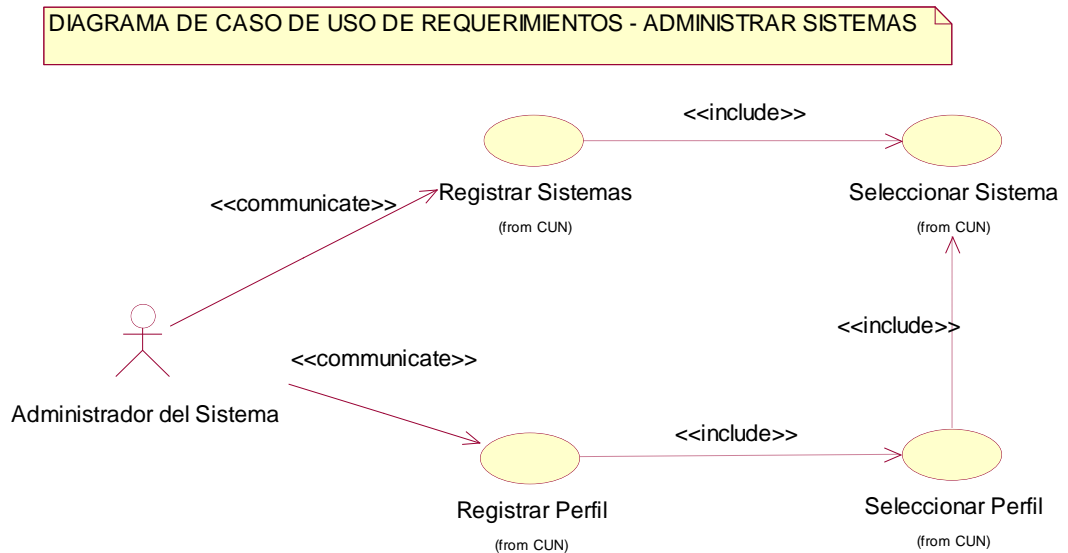 DIAGRAMA DE CASO DE USO DE REQUERIMIENTOS - ADMINISTRAR SISTEMAS
<<include>>
Registrar Sistemas
(from CUN)
Seleccionar Sistema
(from CUN)
<<communicate>>
<<include>>
<<communicate>>
Administrador del Sistema
<<include>>
Registrar Perfil
(from CUN)
Seleccionar Perfil
(from CUN)